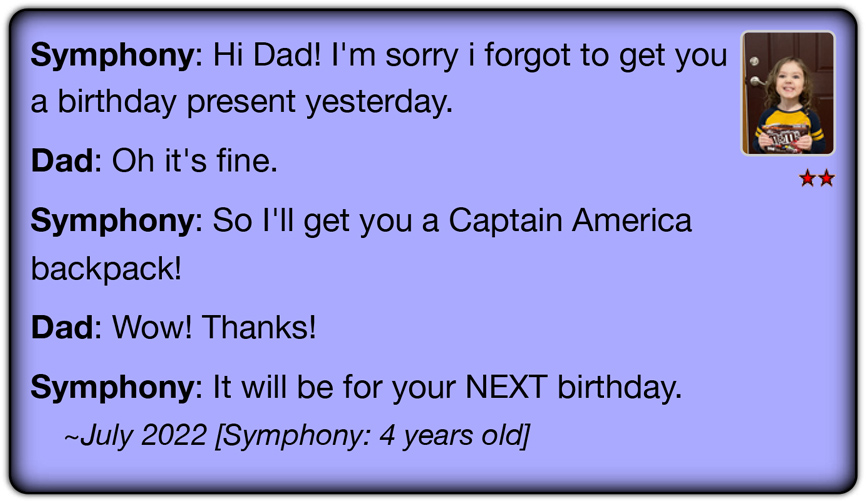 Symphony: Hi Dad! I'm sorry i forgot to get you
a birthday present yesterday.
Dad: Oh it's fine.
Symphony: So I'll get you a Captain America
backpack!
Dad: Wow! Thanks!
Symphony: It will be for your NEXT birthday.
~July 2022 [Symphony: 4 years old]